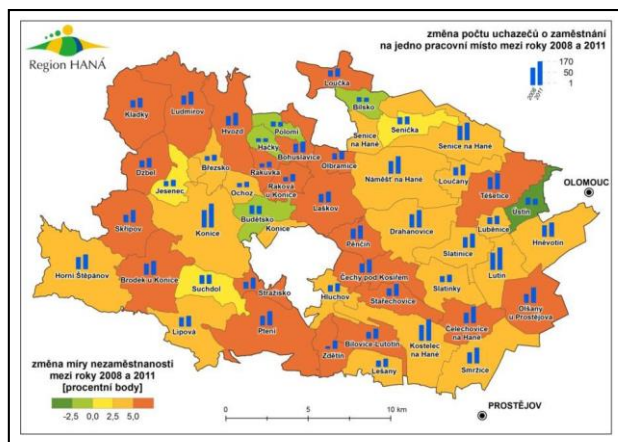 Region HANÁ
změna počtu uchazečů o zaměstnání
na jedno pracovní místo mezi roky 2008 a 2011
170
50
1
2008
2011
Loučka
Kladky
Ludmírov
Bílsko
Hvozd
Polomí
Senička
Hačky
Senice
na Hané
Senice na Hané
Bohuslavice
Dzbel
Březsko
Rakůvka
Olbramice
Jesenec
Ochoz
Raková
u Konice
Náměšť na Hané
Loučany
Těšetice
OLOMOUC
Laškov
Ústín
Skřípov
Budětsko
Konice
Konice
Drahanovice
Luběnice
Pěnčín
Hněvotín
Slatinice
Horní Štěpánov
Brodek u Konice
Čechy pod Kosířem
Lutín
Suchdol
Stražisko
Slatinky
Hluchov
Stařechovice
Olšany
u Prostějova
Lipová
Ptení
Čelechovice
na Hané
Bílovice-Lutotín
Kostelec
na Hané
Zdětín
Lešany
Smržice
změna míry nezaměstnanosti
mezi roky 2008 a 2011
[procentní body]
-2,5 0,0 2,5 5,0
0 5 10 km
PROSTĚJOV